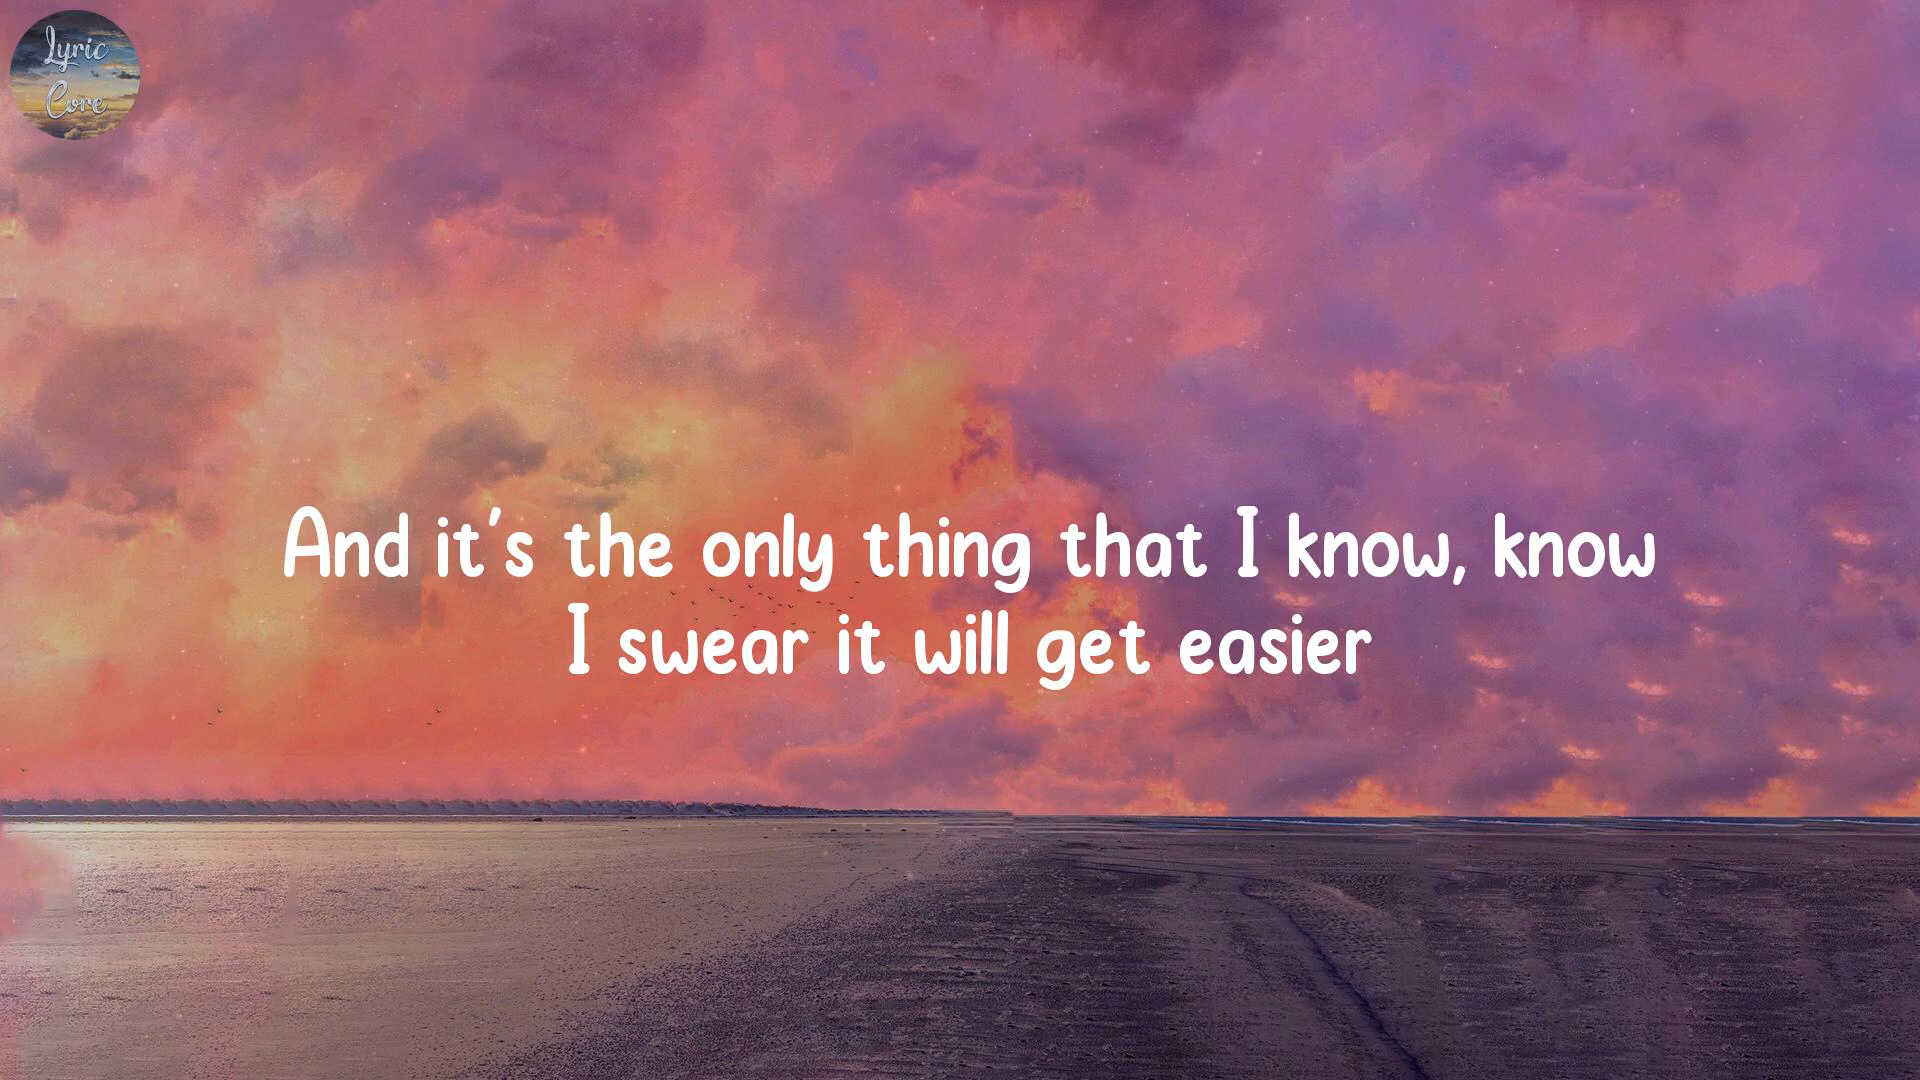 Lyric
Core
And it's the only thing that I know, know
I swear it will get easier